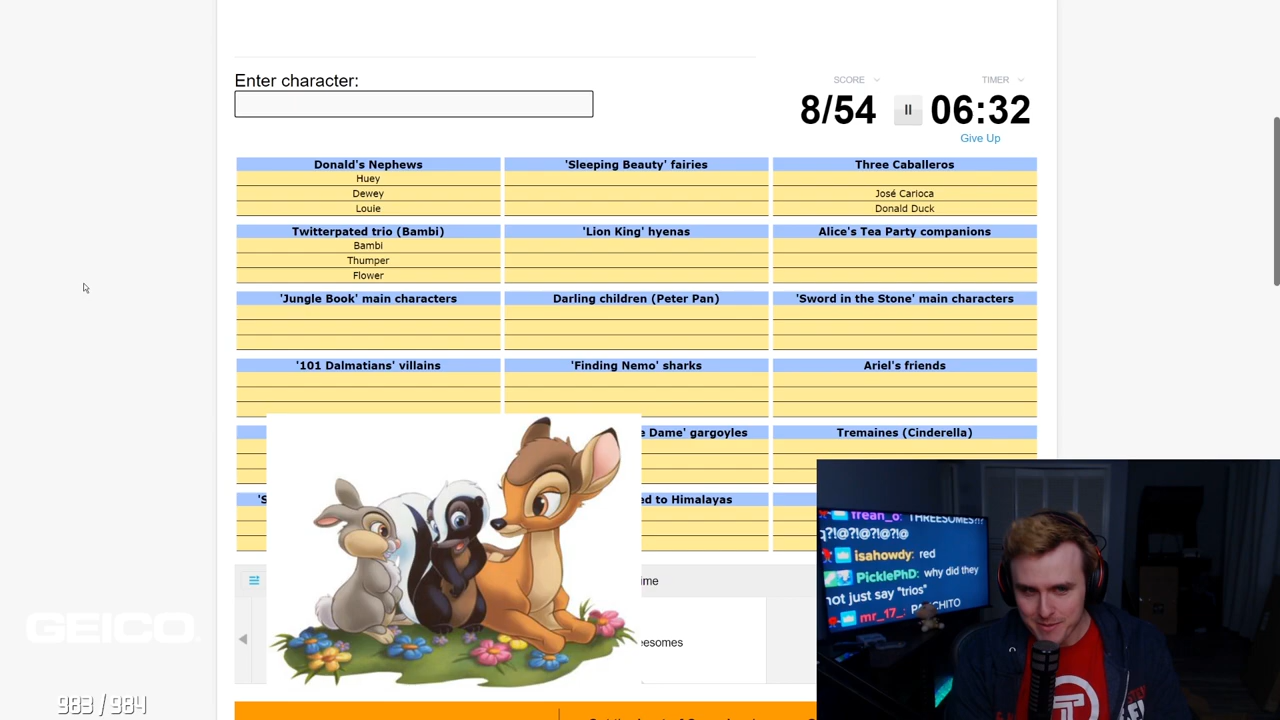 Enter character:
SCORE
TIMER
8/54
06:32
Give Up
Donald's Nephews
'Sleeping Beauty' fairies
Three Caballeros
Huey
Dewey
José Carioca
Louie
Donald Duck
Twitterpated trio (Bambi)
'Lion King' hyenas
Alice's Tea Party companions
Bambi
Thumper
Flower
'Jungle Book' main characters
Darling children (Peter Pan)
'Sword in the Stone' main characters
'101 Dalmatians' villains
'Finding Nemo' sharks
Ariel's friends
e Dame' gargoyles
Tremaines (Cinderella)
'S
ed to Himalayas
ime
esomes
frean_o: THREESOMES?!?
q?!@?!@?!@?!@
isahowdy: red
PicklePhD: why did they
not just say "trios"
mr_17_:
GEICO.
983 / 984